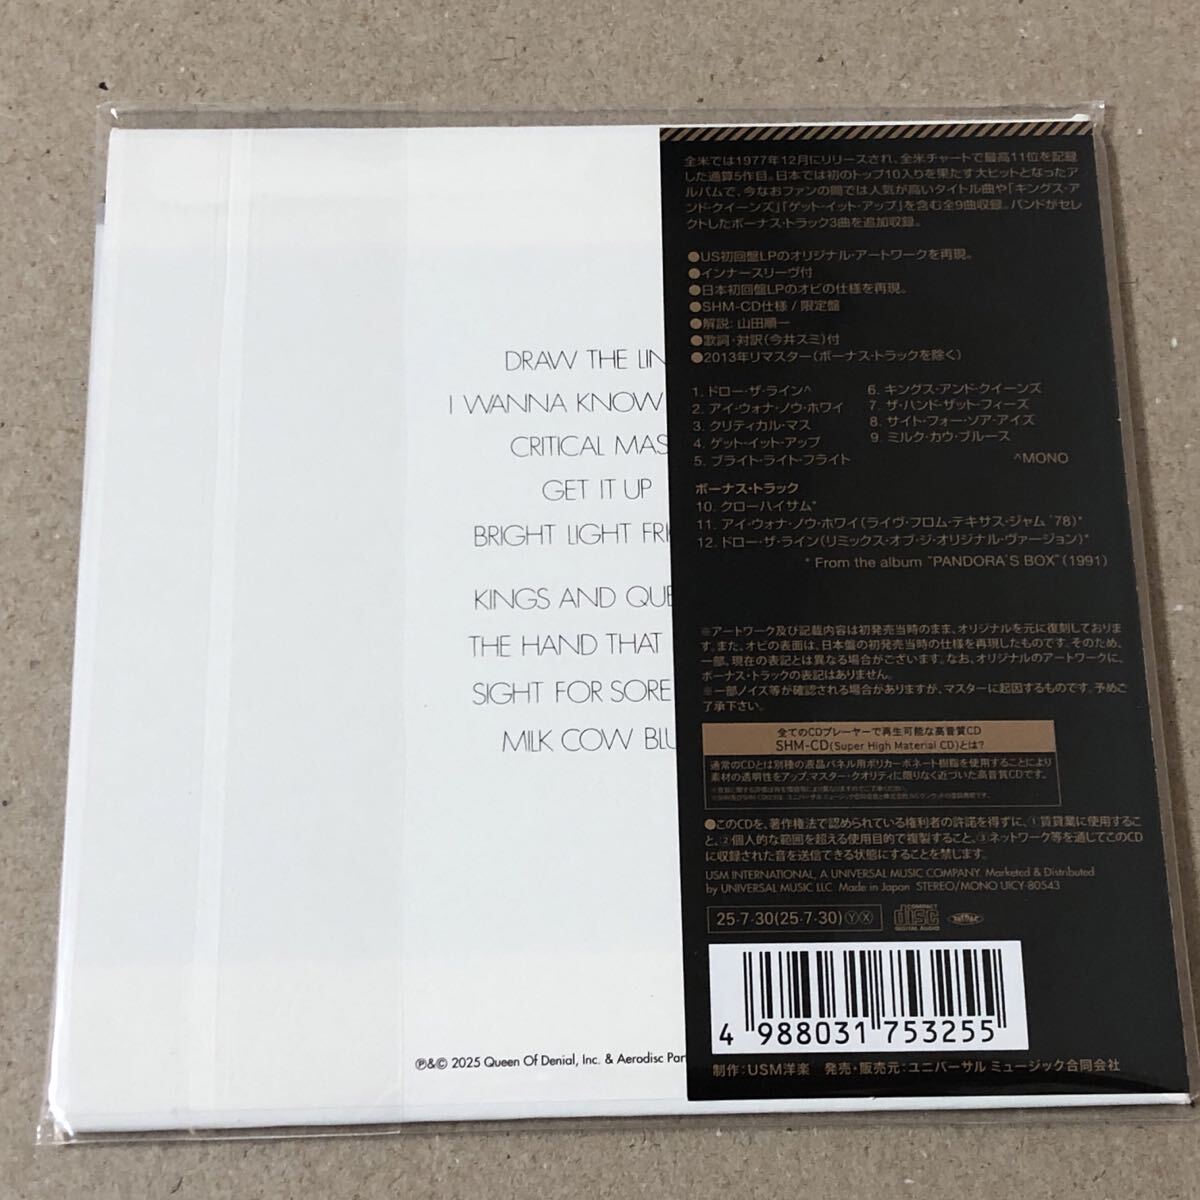 DRAW THE LIN
I WANNA KNOW
CRITICAL MAS
GET IT UP
BRIGHT LIGHT FRI
KINGS AND QUE
THE HAND THAT
SIGHT FOR SORE
MILK COW BLU
℗&© 2025 Queen Of Denial, Inc. & Aerodisc Par
全米では1977年12月にリリースされ、全米チャートで最高11位を記録
した通算5作目。日本では初のトップ10入りを果たす大ヒットとなったア
ルバムで、今なおファンの間では人気が高いタイトル曲や「キングス・ア
ンド・クイーンズ」「ゲット・イット・アップ」を含む全9曲収録。バンドがセレ
クトしたボーナス・トラック3曲を追加収録。
●US初回盤LPのオリジナル・アートワークを再現。
●インナースリーヴ付
●日本初回盤LPのオビの仕様を再現。
●SHM-CD仕様 / 限定盤
●解説: 山田順一
●歌詞・対訳(今井スミ)付
●2013年リマスター(ボーナス・トラックを除く)
1. ドロー・ザ・ライン^
2. アイ・ウォナ・ノウ・ホワイ
3. クリティカル・マス
4. ゲット・イット・アップ
5. ブライト・ライト・フライト
6. キングス・アンド・クイーンズ
7. ザ・ハンド・ザット・フィーズ
8. サイト・フォー・ソア・アイズ
9. ミルク・カウ・ブルース
^MONO
ボーナス・トラック
10. クローハイサム*
11. アイ・ウォナ・ノウ・ホワイ(ライヴ・フロム・テキサス・ジャム '78)*
12. ドロー・ザ・ライン(リミックス・オブ・ジ・オリジナル・ヴァージョン)*
* From the album "PANDORA'S BOX" (1991)
※アートワーク及び記載内容は初発売当時のまま、オリジナルを元に復刻しておりま
す。また、オビの表面は、日本盤の初発売当時の仕様を再現したものです。そのため、
一部、現在の表記とは異なる場合がございます。なお、オリジナルのアートワークに、
ボーナス・トラックの表記はありません。
※一部ノイズ等が確認される場合がありますが、マスターに起因するものです。予めご
了承下さい。
全てのCDプレーヤーで再生可能な高音質CD
SHM-CD(Super High Material CD)とは?
通常のCDとは別種の液晶パネル用ポリカーボネート樹脂を使用することにより
素材の透明性をアップ、マスター・クオリティに限りなく近づいた高音質CDです。
●このCDを、著作権法で認められている権利者の許諾を得ずに、①賃貸業に使用するこ
と、②個人的な範囲を超える使用目的で複製すること、③ネットワーク等を通じてこのCD
に収録された音を送信できる状態にすることを禁じます。
USM INTERNATIONAL, A UNIVERSAL MUSIC COMPANY. Marketed & Distributed
by UNIVERSAL MUSIC LLC Made in Japan STEREO/MONO UICY-80543
25・7・30(25・7・30) Ⓨ Ⓧ
COMPACT
disc
DIGITAL AUDIO
4 988031 753255
制作：USM洋楽 発売・販売元：ユニバーサル ミュージック合同会社